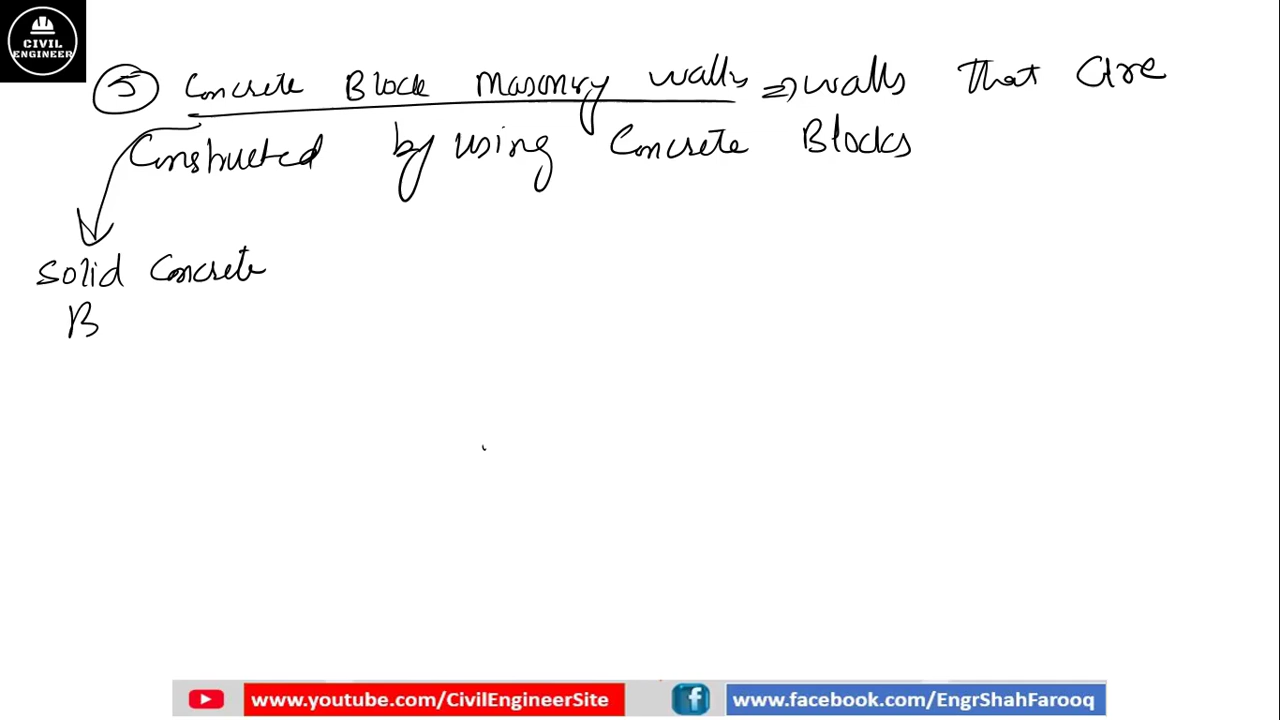 CIVIL
ENGINEER
5 Concrete Block Masonry walls => walls that are
Constructed by using Concrete Blocks
Solid Concrete
B
www.youtube.com/CivilEngineerSite
www.facebook.com/EngrShahFarooq